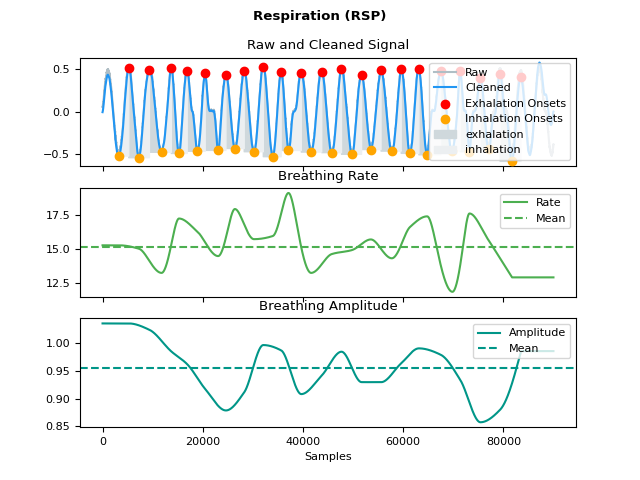 Respiration (RSP)
Raw and Cleaned Signal
0.5
0.0
−0.5
Raw
Cleaned
Exhalation Onsets
Inhalation Onsets
exhalation
inhalation
Breathing Rate
17.5
15.0
12.5
Rate
Mean
Breathing Amplitude
1.00
0.95
0.90
0.85
Amplitude
Mean
0
20000
40000
60000
80000
Samples